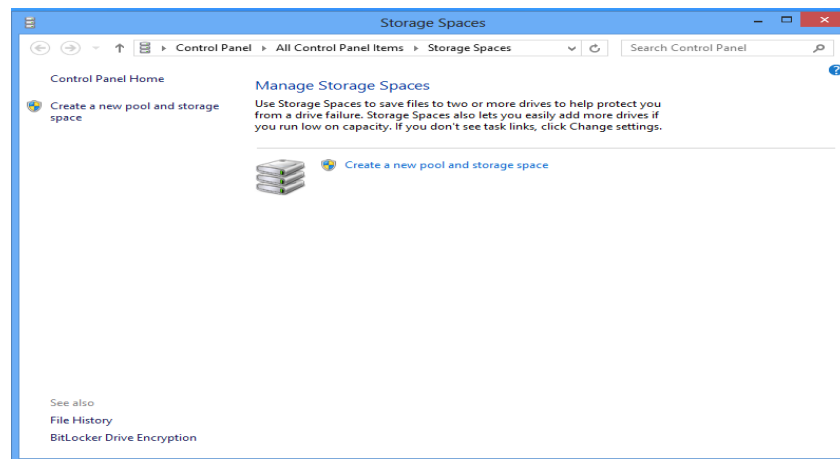 Storage Spaces
Control Panel All Control Panel Items Storage Spaces Search Control Panel
Control Panel Home
Create a new pool and storage
space
Manage Storage Spaces
Use Storage Spaces to save files to two or more drives to help protect you
from a drive failure. Storage Spaces also lets you easily add more drives if
you run low on capacity. If you don't see task links, click Change settings.
Create a new pool and storage space
See also
File History
BitLocker Drive Encryption